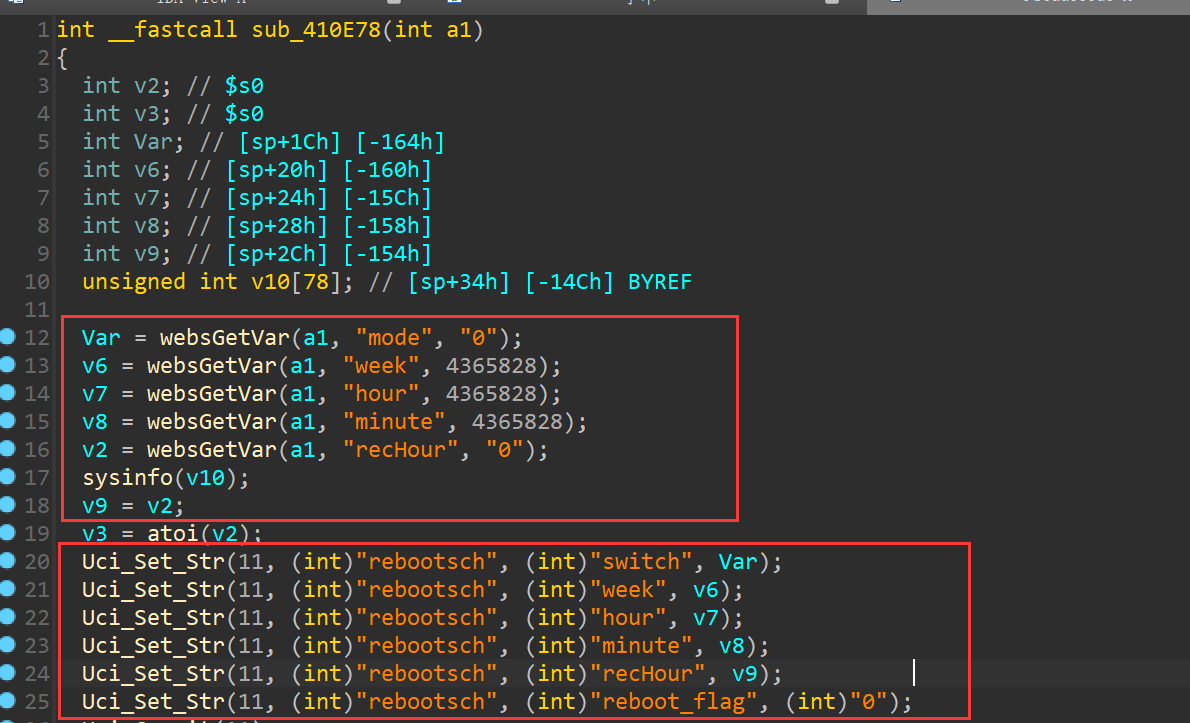 1 int __fastcall sub_410E78(int a1)
2 {
3 int v2; // $s0
4 int v3; // $s0
5 int Var; // [sp+1Ch] [-164h]
6 int v6; // [sp+20h] [-160h]
7 int v7; // [sp+24h] [-15Ch]
8 int v8; // [sp+28h] [-158h]
9 int v9; // [sp+2Ch] [-154h]
10 unsigned int v10[78]; // [sp+34h] [-14Ch] BYREF
11
12 Var = websGetVar(a1, "mode", "0");
13 v6 = websGetVar(a1, "week", 4365828);
14 v7 = websGetVar(a1, "hour", 4365828);
15 v8 = websGetVar(a1, "minute", 4365828);
16 v2 = websGetVar(a1, "recHour", "0");
17 sysinfo(v10);
18 v9 = v2;
19 v3 = atoi(v2);
20 Uci_Set_Str(11, (int)"rebootsch", (int)"switch", Var);
21 Uci_Set_Str(11, (int)"rebootsch", (int)"week", v6);
22 Uci_Set_Str(11, (int)"rebootsch", (int)"hour", v7);
23 Uci_Set_Str(11, (int)"rebootsch", (int)"minute", v8);
24 Uci_Set_Str(11, (int)"rebootsch", (int)"recHour", v9);
25 Uci_Set_Str(11, (int)"rebootsch", (int)"reboot_flag", (int)"0");